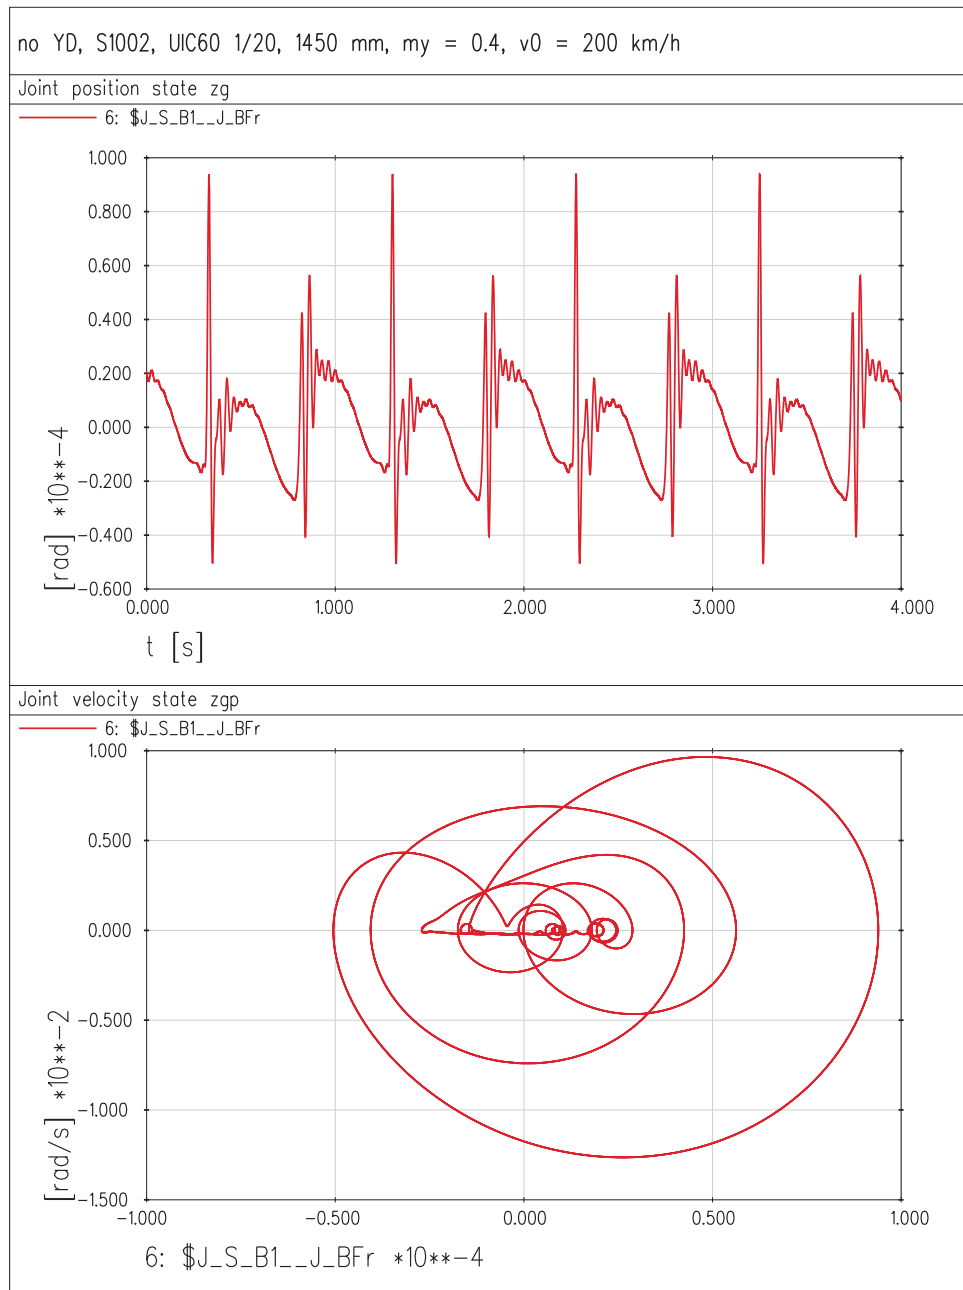 no YD, S1002, UIC60 1/20, 1450 mm, my = 0.4, v0 = 200 km/h
Joint position state zg
6: $J_S_B1__J_BFr
1.000
0.800
0.600
0.400
0.200
0.000
-0.200
-0.400
-0.600
[rad] *10**-4
0.000 1.000 2.000 3.000 4.000
t [s]
Joint velocity state zgp
6: $J_S_B1__J_BFr
1.000
0.500
0.000
-0.500
-1.000
-1.500
[rad/s] *10**-2
-1.000 -0.500 0.000 0.500 1.000
6: $J_S_B1__J_BFr *10**-4